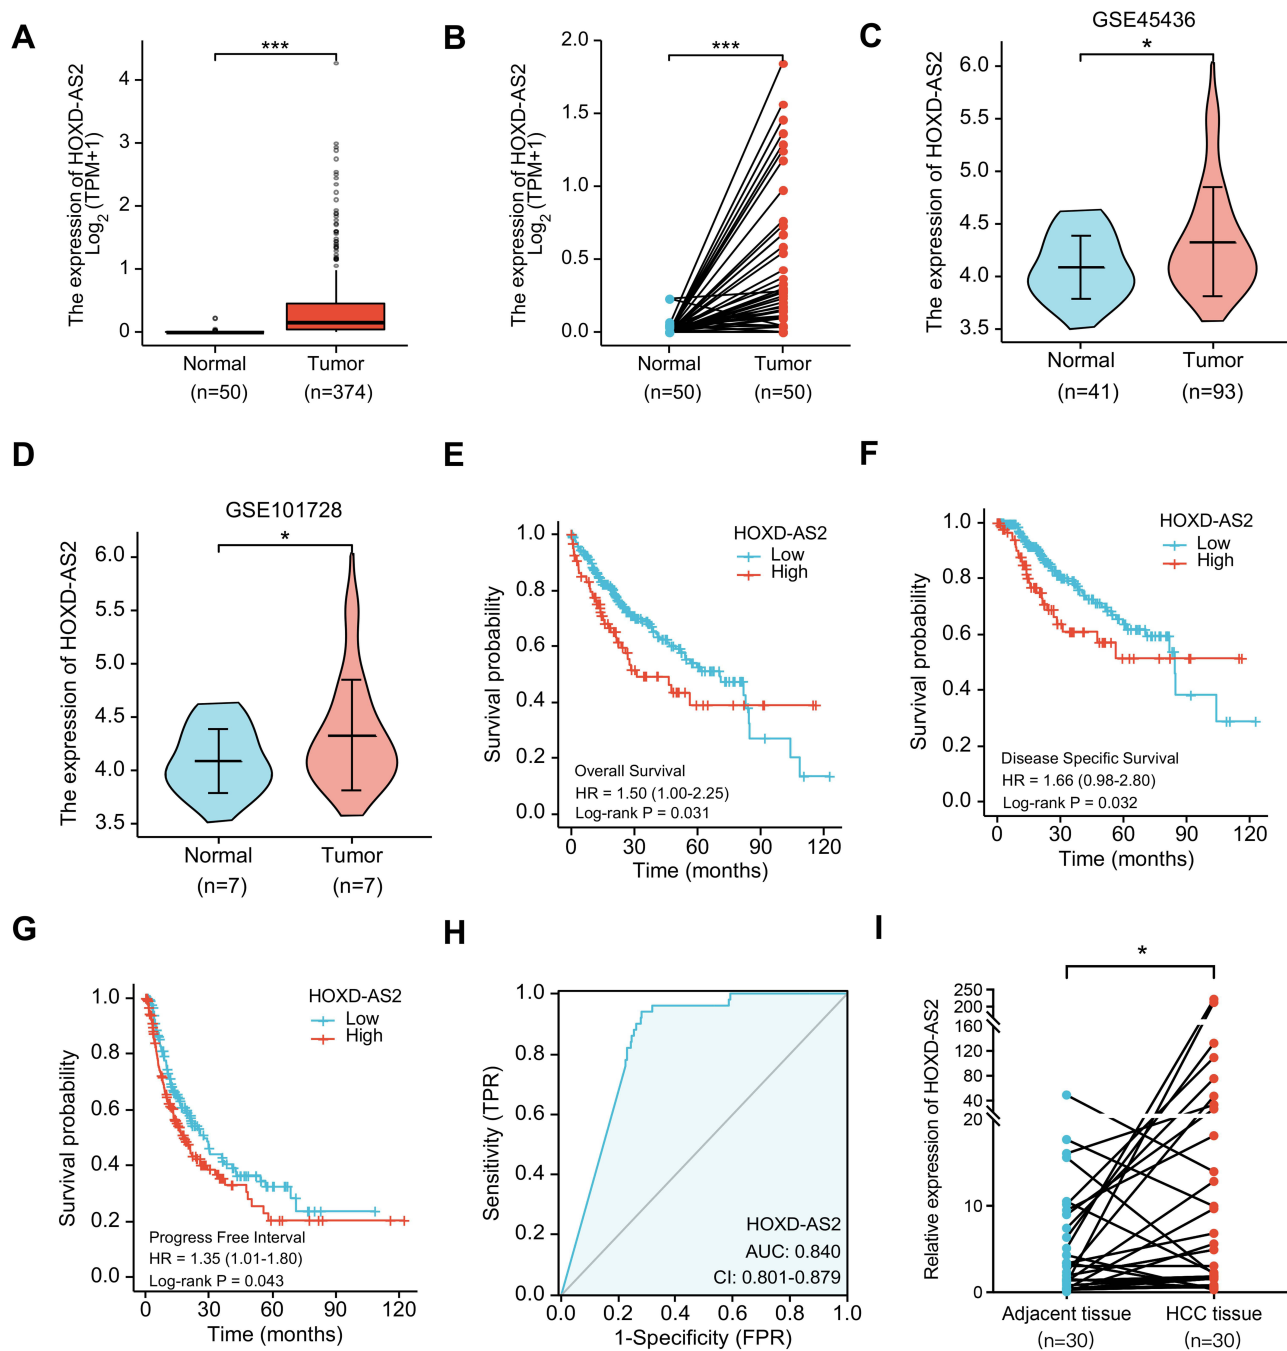 A
The expression of HOXD-AS2
Log2 (TPM+1)
***
4
3
2
1
0
Normal
Tumor
(n=50)
(n=374)
B
The expression of HOXD-AS2
Log2 (TPM+1)
***
2.0
1.5
1.0
0.5
0.0
Normal
Tumor
(n=50)
(n=50)
C
GSE45436
The expression of HOXD-AS2
*
6.0
5.0
4.5
4.0
3.5
Normal
Tumor
(n=41)
(n=93)
D
GSE101728
The expression of HOXD-AS2
*
6.0
5.5
5.0
4.5
4.0
3.5
Normal
Tumor
(n=7)
(n=7)
E
Survival probability
1.0
0.8
0.6
0.4
0.2
0.0
HOXD-AS2
Low
High
Overall Survival
HR = 1.50 (1.00-2.25)
Log-rank P = 0.031
0 30 60 90 120
Time (months)
F
Survival probability
1.0
0.8
0.6
0.4
0.2
0.0
HOXD-AS2
Low
High
Disease Specific Survival
HR = 1.66 (0.98-2.80)
Log-rank P = 0.032
0 30 60 90 120
Time (months)
G
Survival probability
1.0
0.8
0.6
0.4
0.2
0.0
HOXD-AS2
Low
High
Progress Free Interval
HR = 1.35 (1.01-1.80)
Log-rank P = 0.043
0 30 60 90 120
Time (months)
H
Sensitivity (TPR)
1.0
0.8
0.6
0.4
0.2
0.0
HOXD-AS2
AUC: 0.840
CI: 0.801-0.879
0.0 0.2 0.4 0.6 0.8 1.0
1-Specificity (FPR)
I
Relative expression of HOXD-AS2
*
250
200
160
120
80
40
20
10
0
Adjacent tissue
HCC tissue
(n=30)
(n=30)